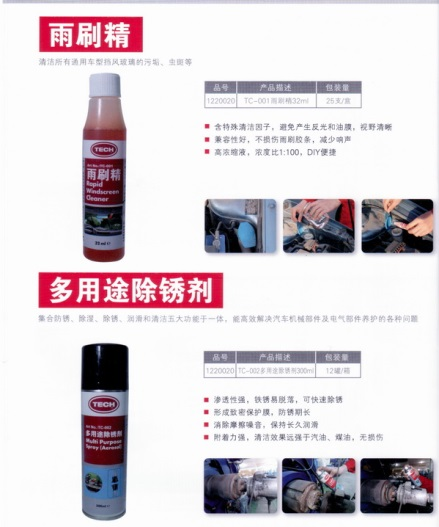 雨刷精
清洁所有通用车型挡风玻璃的污垢、虫斑等
品号 产品描述 包装量
1220020 TC-001雨刷精32ml 25支/盒
含特殊清洁因子，避免产生反光和油膜，视野清晰
兼容性好，不损伤雨刷胶条，减少响声
高浓缩液，浓度比1:100，DIY便捷
TECH
雨刷精
Rapid
Windscreen
Cleaner
多用途除锈剂
集合防锈、除湿、除锈、润滑和清洁五大功能于一体，能高效解决汽车机械部件及电气部件养护的各种问题
品号 产品描述 包装量
1220020 TC-002多用途除锈剂300ml 12罐/箱
渗透性强，铁锈易脱落，可快速除锈
形成致密保护膜，防锈期长
消除摩擦噪音，保持长久润滑
附着力强，清洁效果远强于汽油、煤油，无损伤
TECH
多用途除锈剂
Multi Purpose
Spray (Aerosol)